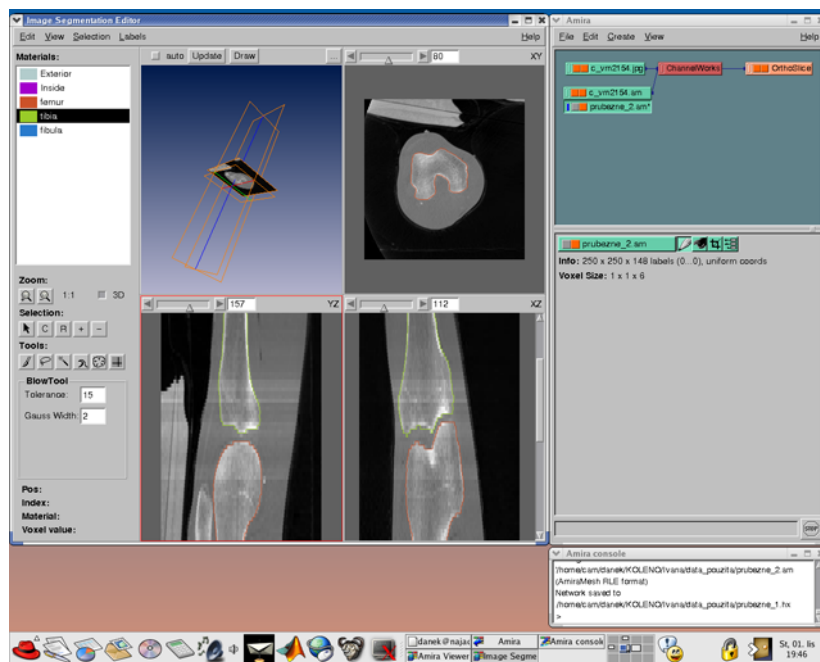 Image Segmentation Editor
Edit View Selection Labels Help
Materials:
Exterior
Inside
femur
tibia
fibula
auto Update Draw ... 80 XY
Zoom:
1:1 3D
Selection:
C R + -
Tools:
BlowTool
Tolerance: 15
Gauss Width: 2
Pos:
Index:
Material:
Voxel value:
157 YZ 112 XZ
Amira
File Edit Create View Help
c_vm2154.jpg ChannelWorks OrthoSlice
c_vm2154.am
prubezne_2.am*
prubezne_2.am
Info: 250 x 250 x 148 labels (0...0), uniform coords
Voxel Size: 1 x 1 x 6
STOP
Amira console
/home/cam/danek/KOLENO/Ivana/data_pouzita/prubezne_2.am
(AmiraMesh RLE format)
Network saved to
/home/cam/danek/KOLENO/Ivana/data_pouzita/prubezne_1.hx
>
danek@najac Amira Amira consol
Amira Viewer Image Segme
St, 01. lis
19:46